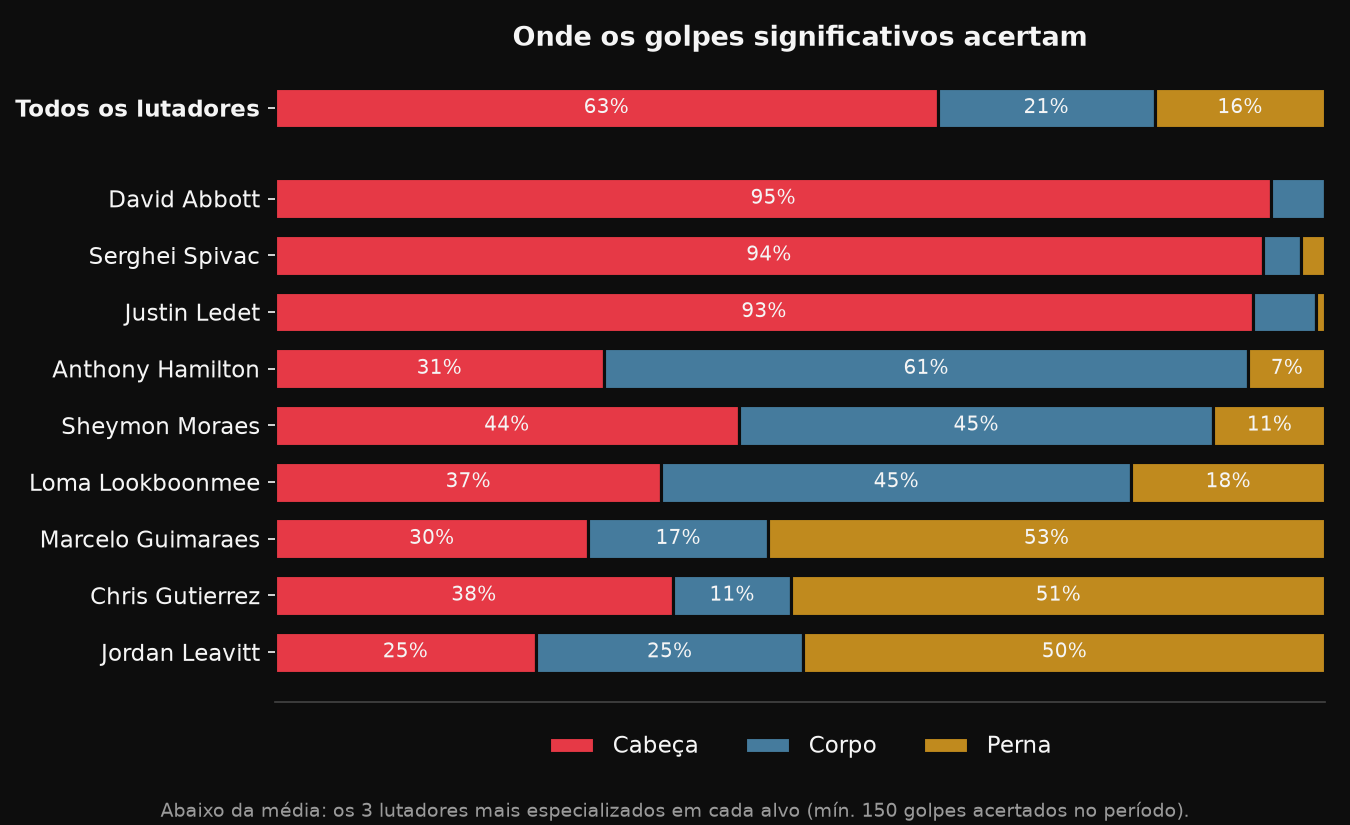 Onde os golpes significativos acertam
Todos os lutadores 63% 21% 16%
David Abbott 95%
Serghei Spivac 94%
Justin Ledet 93%
Anthony Hamilton 31% 61% 7%
Sheymon Moraes 44% 45% 11%
Loma Lookboonmee 37% 45% 18%
Marcelo Guimaraes 30% 17% 53%
Chris Gutierrez 38% 11% 51%
Jordan Leavitt 25% 25% 50%
Cabeça Corpo Perna
Abaixo da média: os 3 lutadores mais especializados em cada alvo (mín. 150 golpes acertados no período).